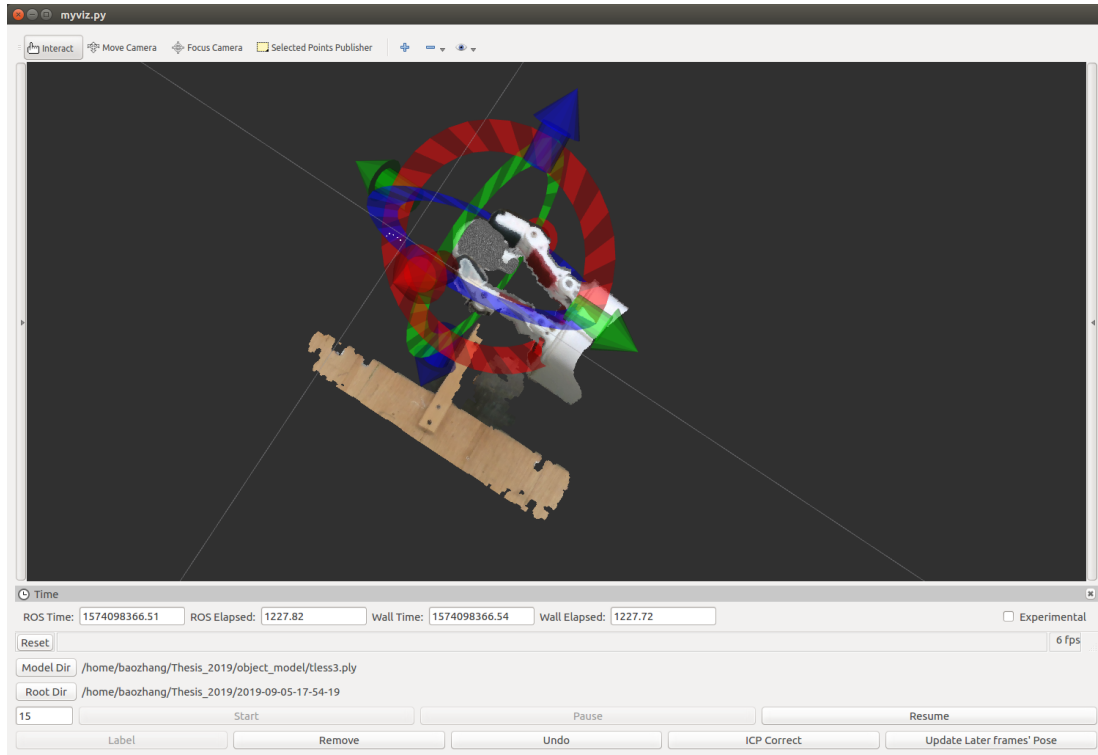 myviz.py
Interact Move Camera Focus Camera Selected Points Publisher
Time
ROS Time: 1574098366.51 ROS Elapsed: 1227.82 Wall Time: 1574098366.54 Wall Elapsed: 1227.72 Experimental
Reset 6 fps
Model Dir /home/baozhang/Thesis_2019/object_model/tless3.ply
Root Dir /home/baozhang/Thesis_2019/2019-09-05-17-54-19
15 Start Pause Resume
Label Remove Undo ICP Correct Update Later frames' Pose